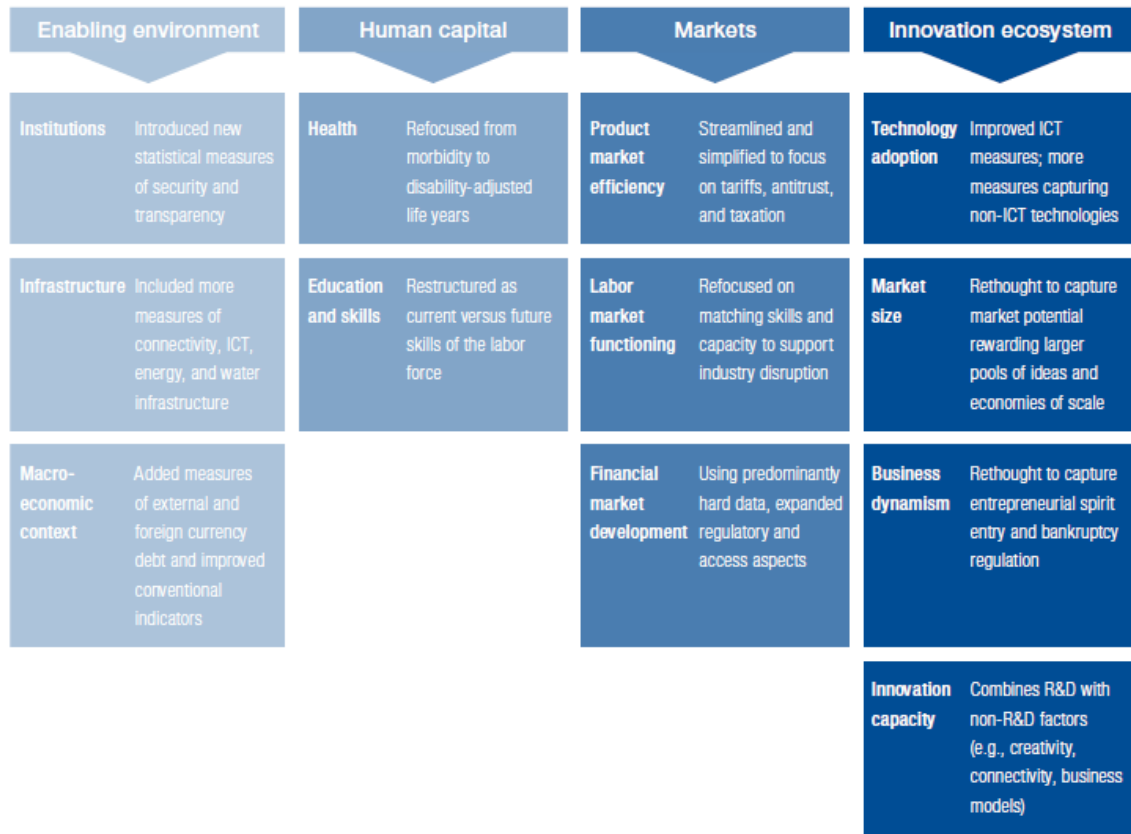 Enabling environment
Institutions
Introduced new
statistical measures
of security and
transparency
Infrastructure
Included more
measures of
connectivity, ICT,
energy, and water
infrastructure
Macro-
economic
context
Added measures
of external and
foreign currency
debt and improved
conventional
indicators
Human capital
Health
Refocused from
morbidity to
disability-adjusted
life years
Education
and skills
Restructured as
current versus future
skills of the labor
force
Markets
Product
market
efficiency
Streamlined and
simplified to focus
on tariffs, antitrust,
and taxation
Labor
market
functioning
Refocused on
matching skills and
capacity to support
industry disruption
Financial
market
development
Using predominantly
hard data, expanded
regulatory and
access aspects
Innovation ecosystem
Technology
adoption
Improved ICT
measures; more
measures capturing
non-ICT technologies
Market
size
Rethought to capture
market potential
rewarding larger
pools of ideas and
economies of scale
Business
dynamism
Rethought to capture
entrepreneurial spirit
entry and bankruptcy
regulation
Innovation
capacity
Combines R&D with
non-R&D factors
(e.g., creativity,
connectivity, business
models)